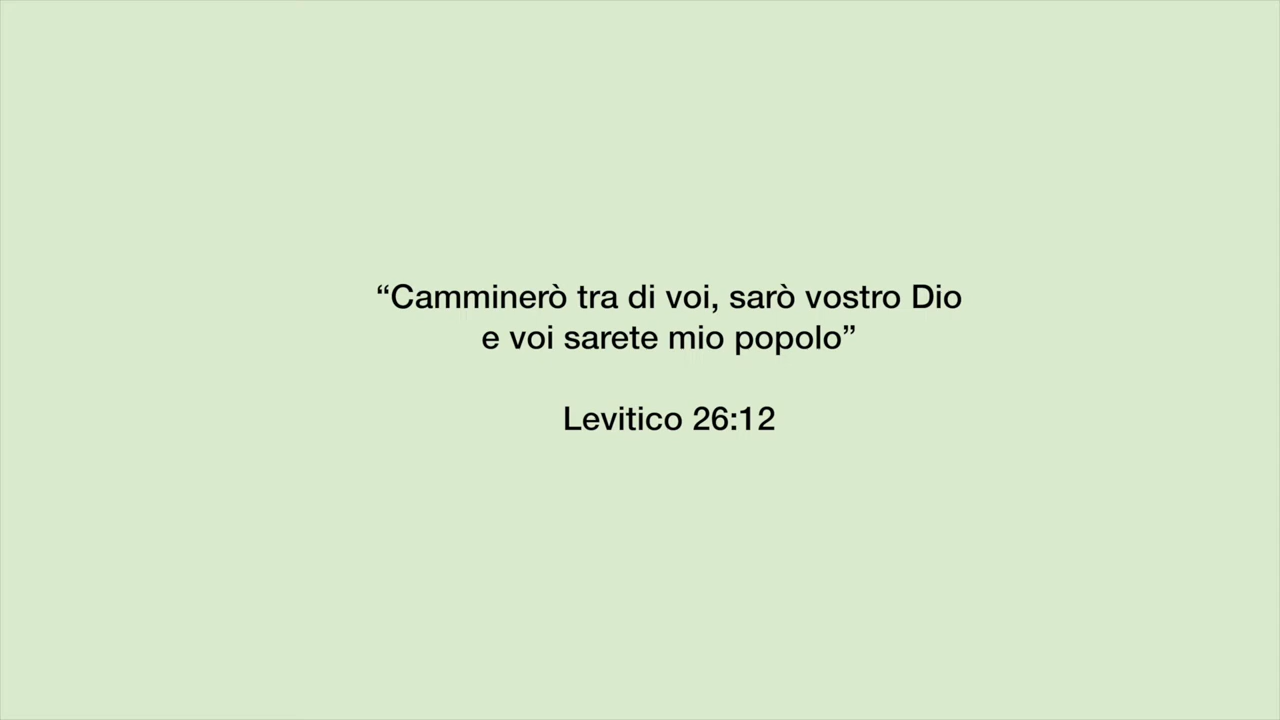 “Camminerò tra di voi, sarò vostro Dio
e voi sarete mio popolo”
Levitico 26:12